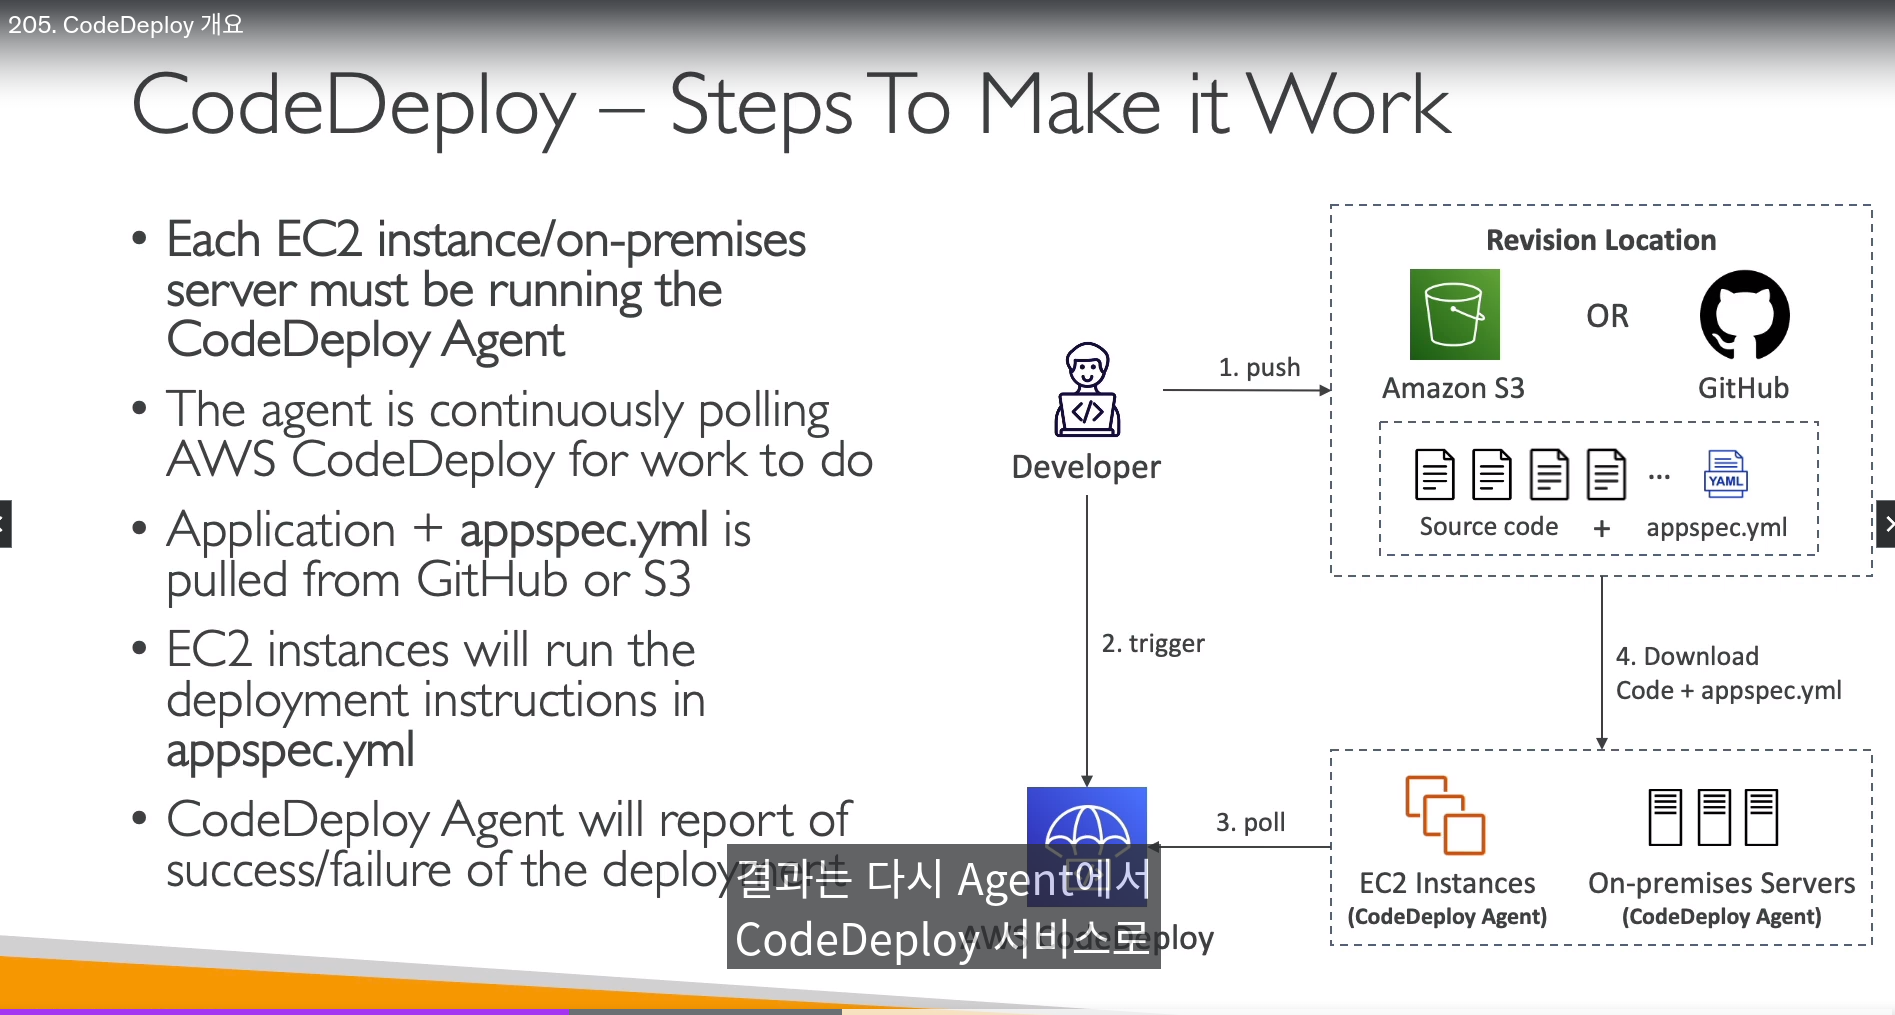 205. CodeDeploy 개요
CodeDeploy – Steps To Make it Work
• Each EC2 instance/on-premises
server must be running the
CodeDeploy Agent
• The agent is continuously polling
AWS CodeDeploy for work to do
• Application + appspec.yml is
pulled from GitHub or S3
• EC2 instances will run the
deployment instructions in
appspec.yml
• CodeDeploy Agent will report of
success/failure of the deployment
Revision Location
OR
Amazon S3
GitHub
...
YAML
Source code + appspec.yml
1. push
Developer
2. trigger
4. Download
Code + appspec.yml
3. poll
AWS CodeDeploy
EC2 Instances
(CodeDeploy Agent)
On-premises Servers
(CodeDeploy Agent)
결과는 다시 Agent에서
CodeDeploy 서비스로